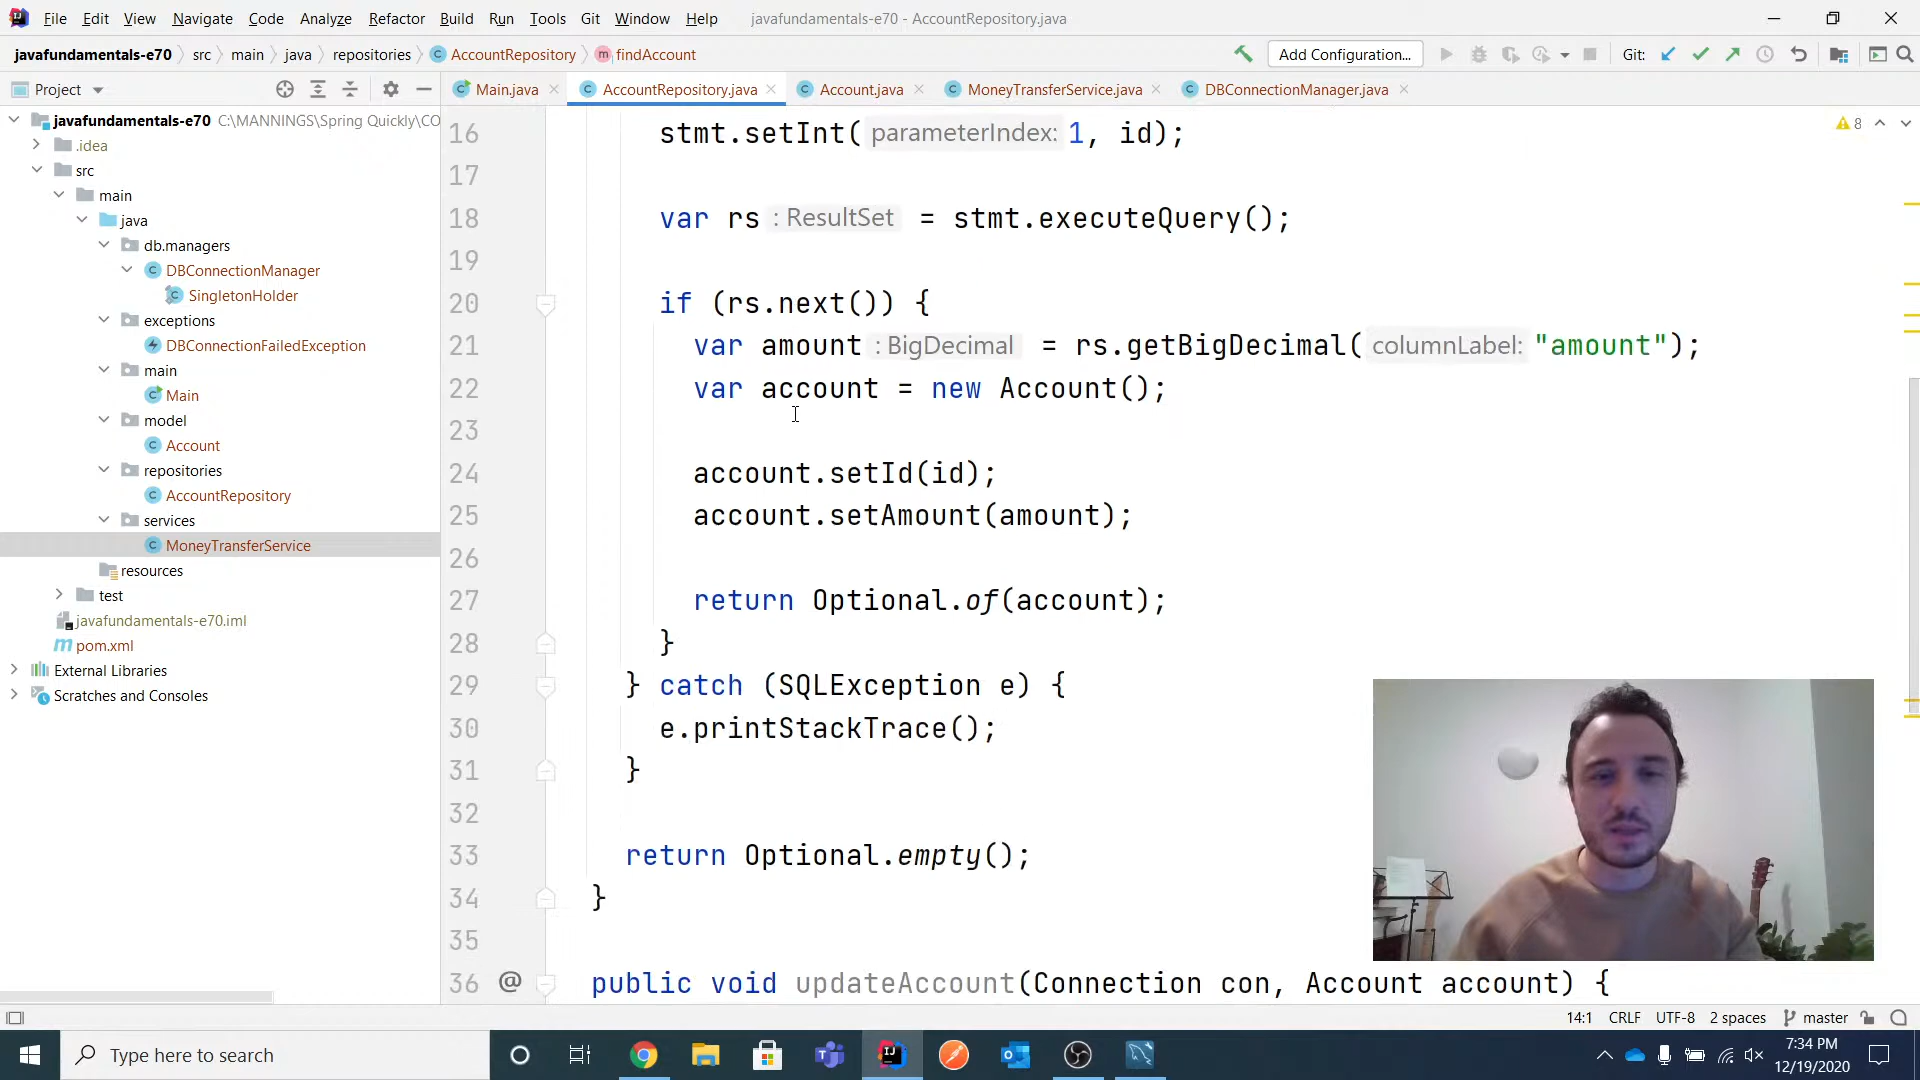 File Edit View Navigate Code Analyze Refactor Build Run Tools Git Window Help javafundamentals-e70 - AccountRepository.java
javafundamentals-e70 src main java repositories AccountRepository findAccount Add Configuration... Git:
Project Main.java AccountRepository.java Account.java MoneyTransferService.java DBConnectionManager.java
javafundamentals-e70 C:\MANNINGS\Spring Quickly\CO
.idea
src
main
java
db.managers
DBConnectionManager
SingletonHolder
exceptions
DBConnectionFailedException
main
Main
model
Account
repositories
AccountRepository
services
MoneyTransferService
resources
test
javafundamentals-e70.iml
pom.xml
External Libraries
Scratches and Consoles
8
16 stmt.setInt( parameterIndex: 1, id);
17
18 var rs : ResultSet = stmt.executeQuery();
19
20 if (rs.next()) {
21 var amount : BigDecimal = rs.getBigDecimal( columnLabel: "amount");
22 var account = new Account();
23
24 account.setId(id);
25 account.setAmount(amount);
26
27 return Optional.of(account);
28 }
29 } catch (SQLException e) {
30 e.printStackTrace();
31 }
32
33 return Optional.empty();
34 }
35
36 @ public void updateAccount(Connection con, Account account) {
14:1 CRLF UTF-8 2 spaces master
Type here to search
7:34 PM
12/19/2020